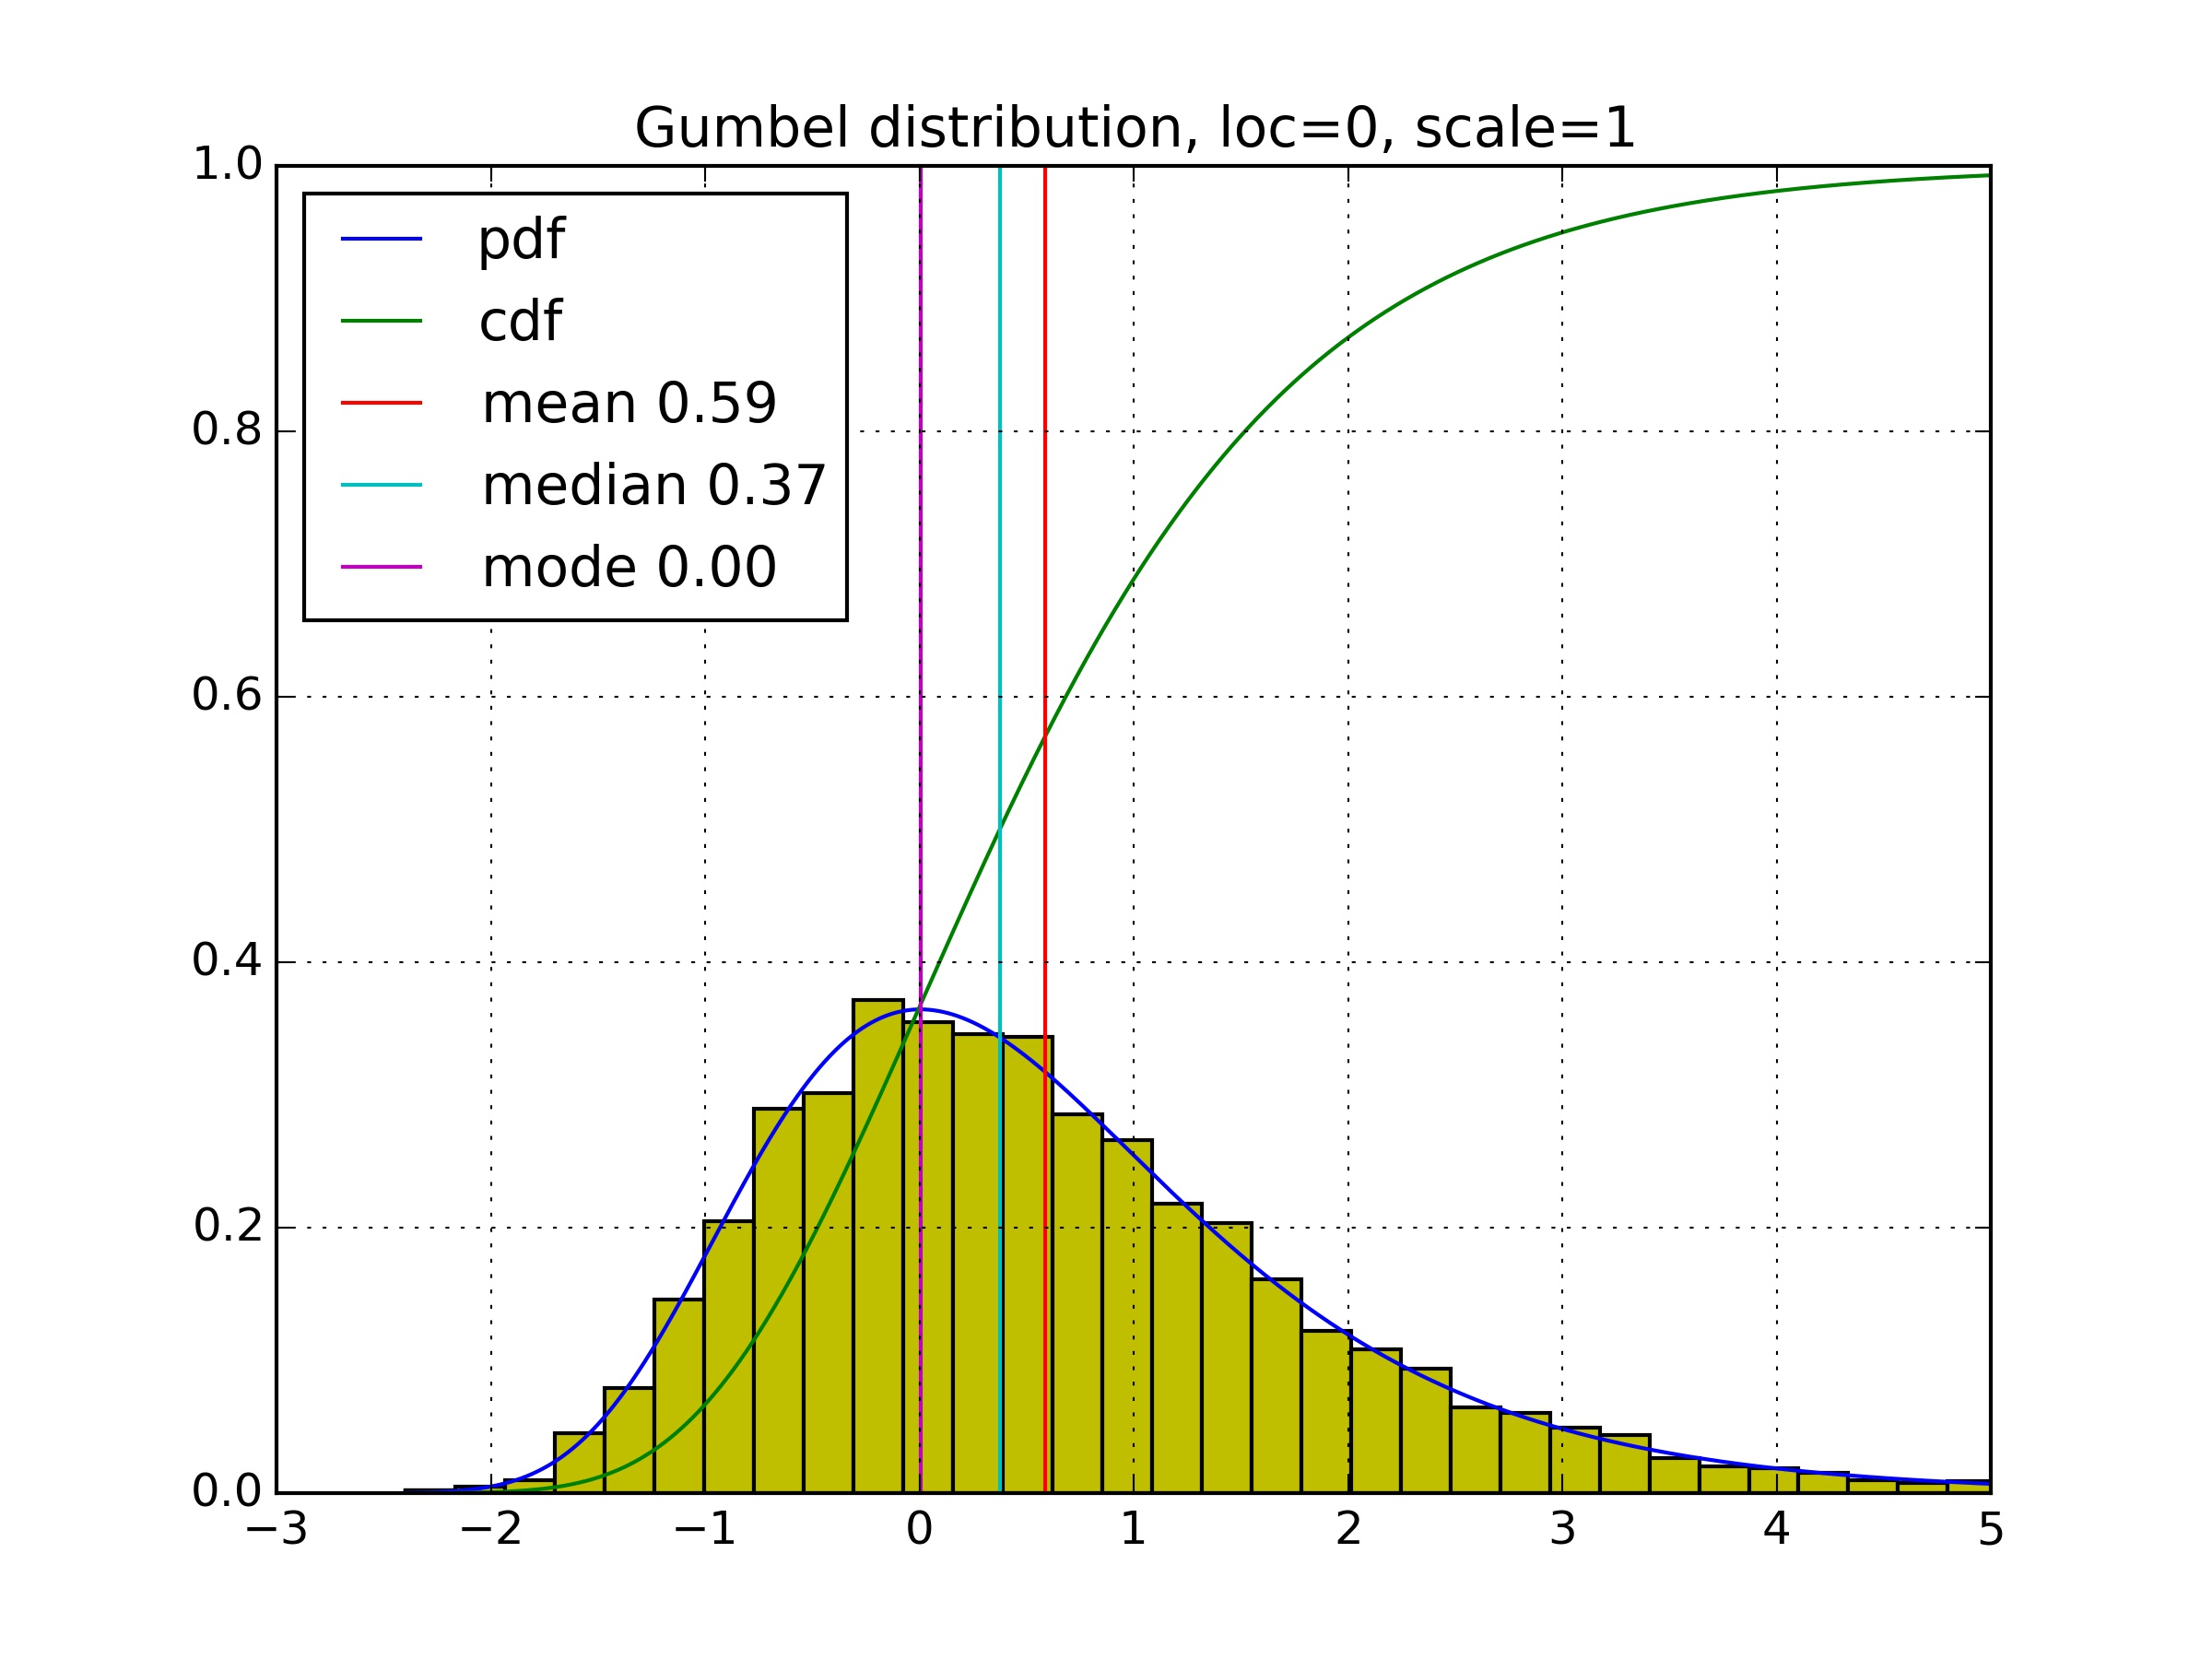 Gumbel distribution, loc=0, scale=1
1.0
pdf
cdf
mean 0.59
0.8
median 0.37
mode 0.00
0.6
0.4
0.2
0.0
−3 −2 −1 0 1 2 3 4 5